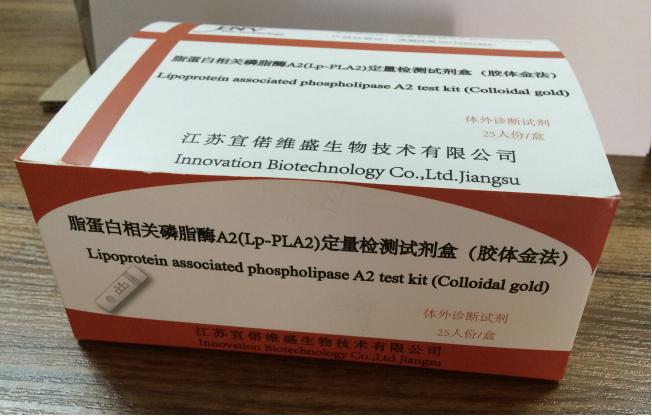 脂蛋白相关磷脂酶A2(Lp-PLA2)定量检测试剂盒（胶体金法）
Lipoprotein associated phospholipase A2 test kit (Colloidal gold)
体外诊断试剂
25人份/盒
江苏宜偌维盛生物技术有限公司
Innovation Biotechnology Co.,Ltd.Jiangsu
脂蛋白相关磷脂酶A2(Lp-PLA2)定量检测试剂盒（胶体金法）
Lipoprotein associated phospholipase A2 test kit (Colloidal gold)
体外诊断试剂
25人份/盒
江苏宜偌维盛生物技术有限公司
Innovation Biotechnology Co.,Ltd.Jiangsu